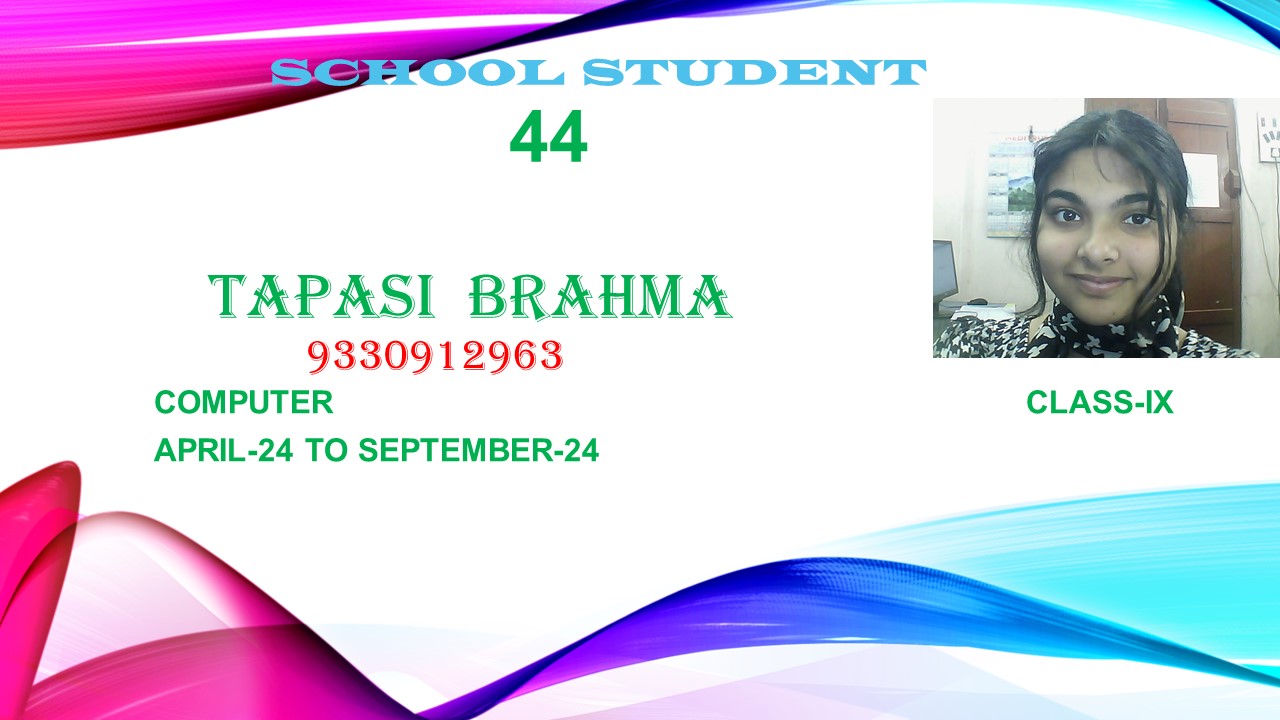 SCHOOL STUDENT
44
TAPASI BRAHMA
9330912963
COMPUTER CLASS-IX
APRIL-24 TO SEPTEMBER-24